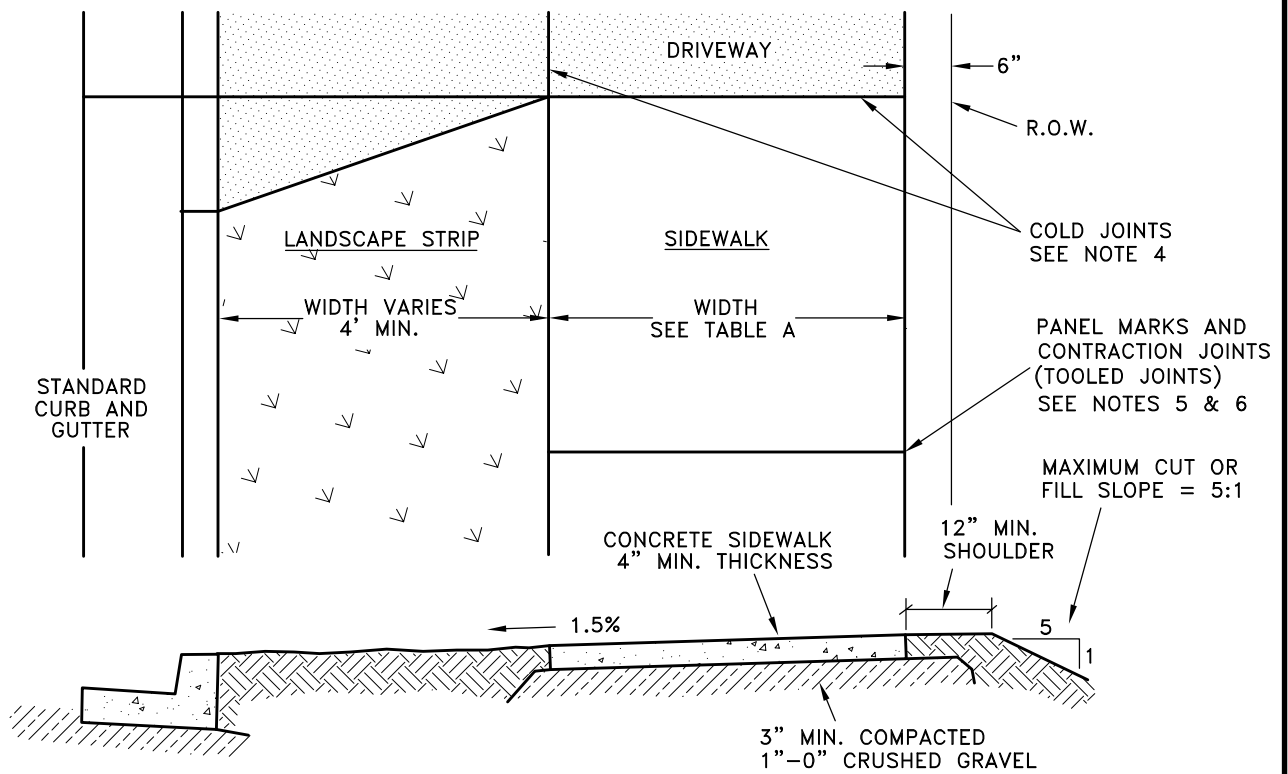 DRIVEWAY
6"
R.O.W.
COLD JOINTS
SEE NOTE 4
LANDSCAPE STRIP
SIDEWALK
WIDTH VARIES
4' MIN.
WIDTH
SEE TABLE A
PANEL MARKS AND
CONTRACTION JOINTS
(TOOLED JOINTS)
SEE NOTES 5 & 6
STANDARD
CURB AND
GUTTER
MAXIMUM CUT OR
FILL SLOPE = 5:1
12" MIN.
SHOULDER
CONCRETE SIDEWALK
4" MIN. THICKNESS
1.5%
5
1
3" MIN. COMPACTED
1"-0" CRUSHED GRAVEL